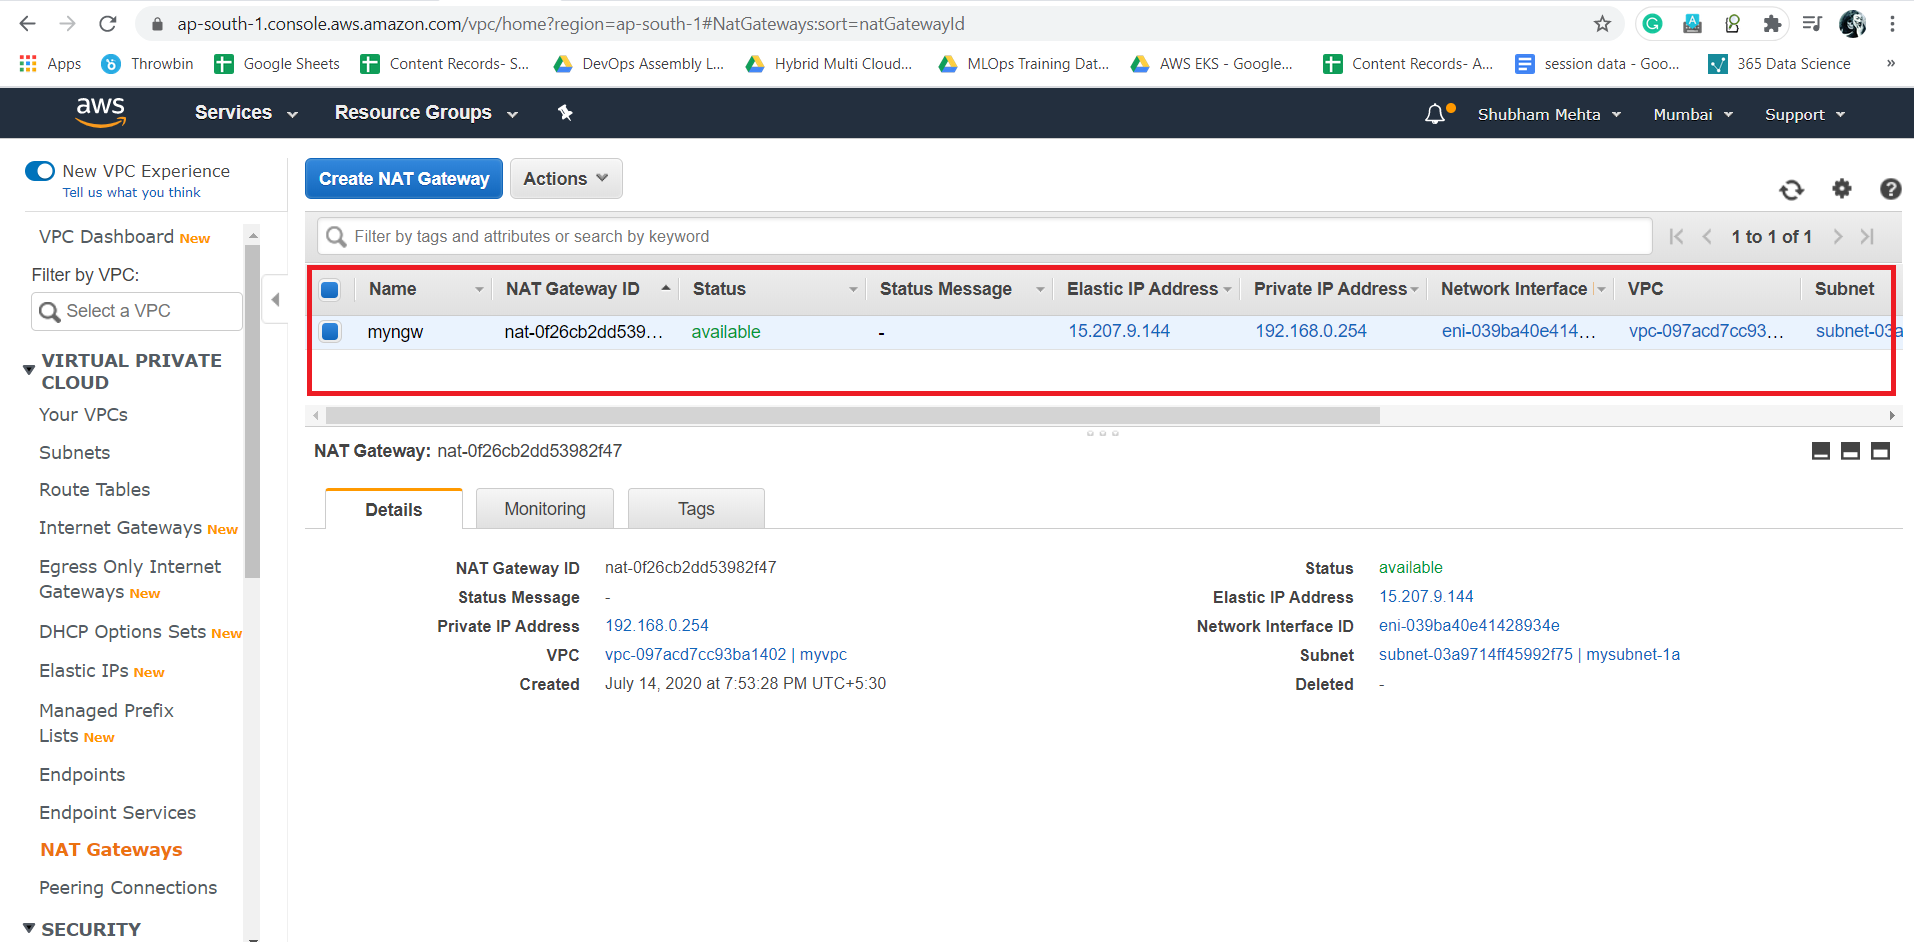 ap-south-1.console.aws.amazon.com/vpc/home?region=ap-south-1#NatGateways:sort=natGatewayId
Apps Throwbin Google Sheets Content Records- S... DevOps Assembly L... Hybrid Multi Cloud... MLOps Training Dat... AWS EKS - Google... Content Records- A... session data - Goo... 365 Data Science »
aws Services Resource Groups Shubham Mehta Mumbai Support
New VPC Experience
Tell us what you think
VPC Dashboard New
Filter by VPC:
Select a VPC
VIRTUAL PRIVATE
CLOUD
Your VPCs
Subnets
Route Tables
Internet Gateways New
Egress Only Internet
Gateways New
DHCP Options Sets New
Elastic IPs New
Managed Prefix
Lists New
Endpoints
Endpoint Services
NAT Gateways
Peering Connections
SECURITY
Create NAT Gateway Actions
Filter by tags and attributes or search by keyword 1 to 1 of 1
Name NAT Gateway ID Status Status Message Elastic IP Address Private IP Address Network Interface VPC Subnet
myngw nat-0f26cb2dd539... available - 15.207.9.144 192.168.0.254 eni-039ba40e414... vpc-097acd7cc93... subnet-03a
NAT Gateway: nat-0f26cb2dd53982f47
Details Monitoring Tags
NAT Gateway ID nat-0f26cb2dd53982f47 Status available
Status Message - Elastic IP Address 15.207.9.144
Private IP Address 192.168.0.254 Network Interface ID eni-039ba40e41428934e
VPC vpc-097acd7cc93ba1402 | myvpc Subnet subnet-03a9714ff45992f75 | mysubnet-1a
Created July 14, 2020 at 7:53:28 PM UTC+5:30 Deleted -